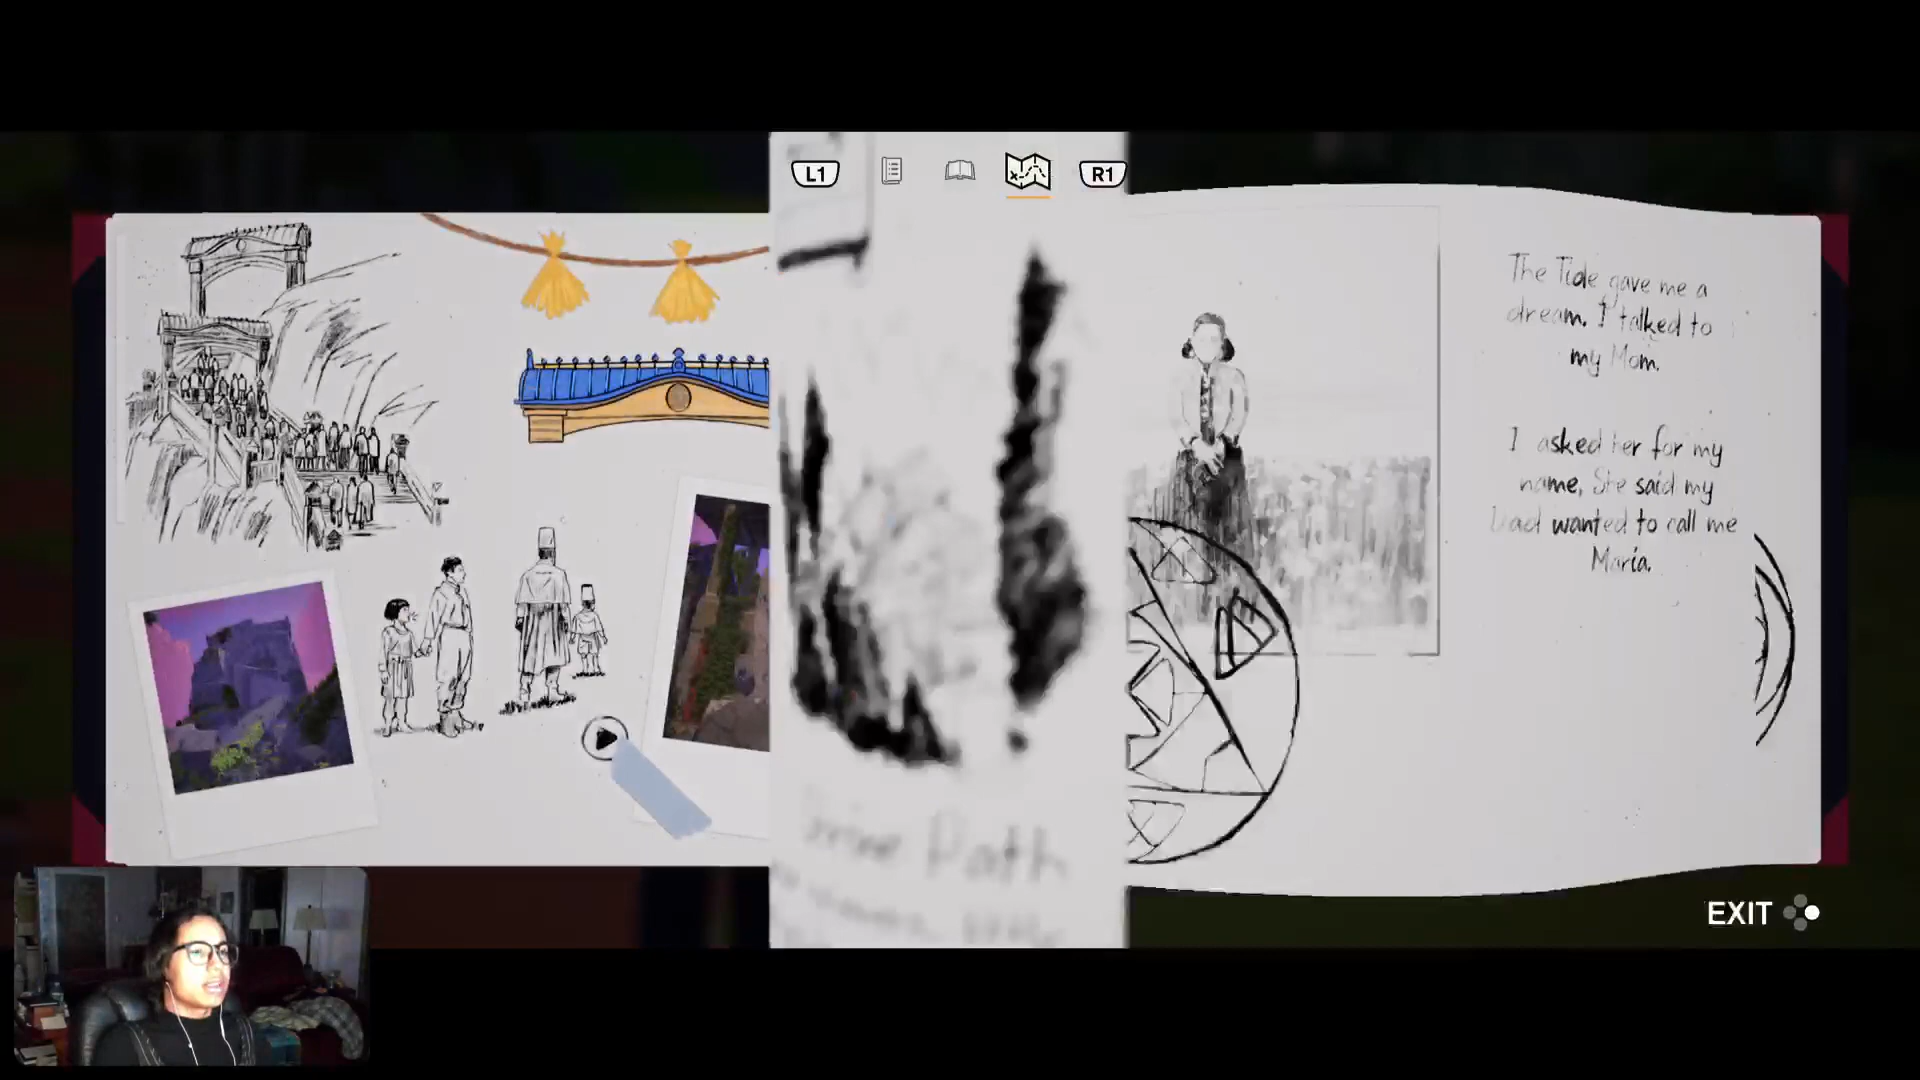 L1
R1
The Tide gave me a
dream. I talked to
my Mom.
I asked her for my
name, She said my
Dad wanted to call me
Maria.
Path
EXIT